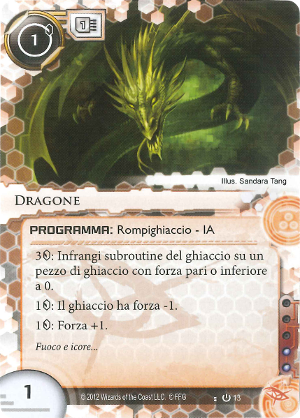 1
1
Illus. Sandara Tang
DRAGONE
PROGRAMMA: Rompighiaccio - IA
3: Infrangi subroutine del ghiaccio su un
pezzo di ghiaccio con forza pari o inferiore
a 0.
1: Il ghiaccio ha forza -1.
1: Forza +1.
Fuoco e icore...
1
© 2012 Wizards of the Coast LLC. © FFG
13